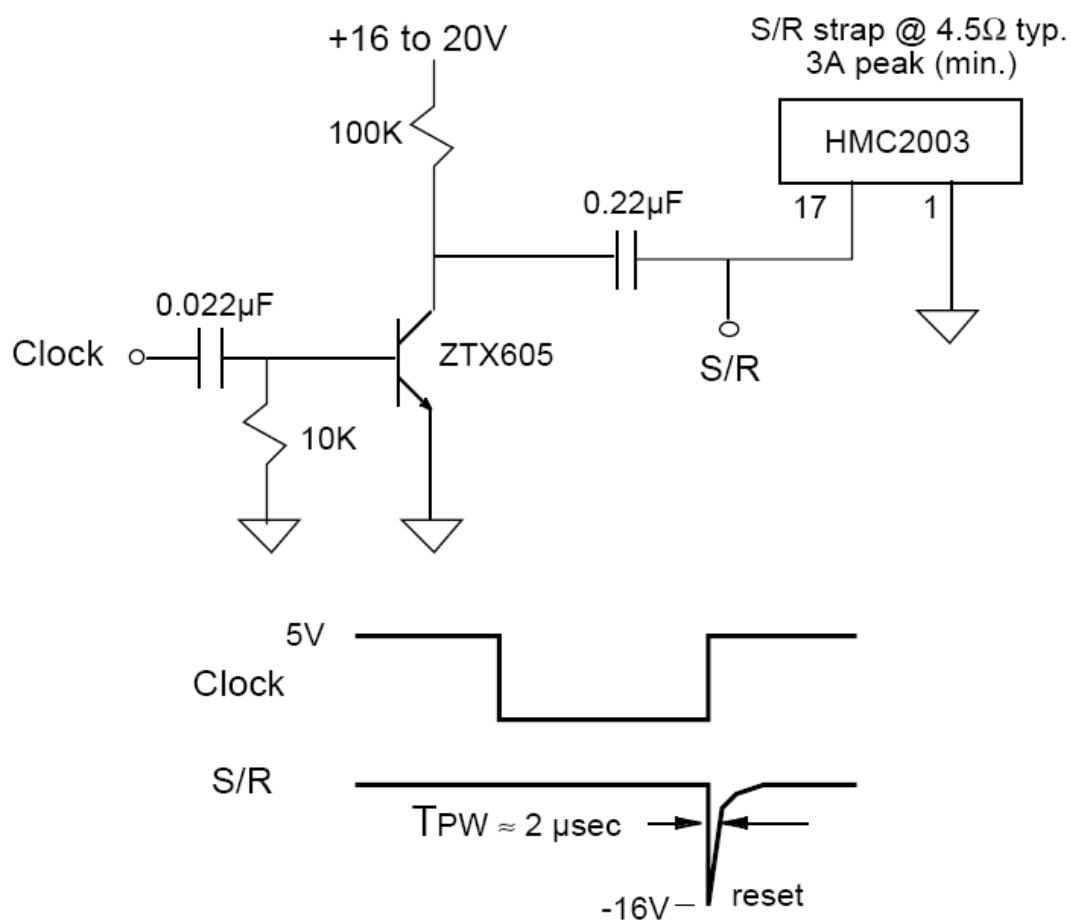 +16 to 20V
S/R strap @ 4.5Ω typ.
3A peak (min.)
100K
HMC2003
17
1
0.22µF
0.022µF
Clock
ZTX605
S/R
10K
5V
Clock
S/R
TPW ≈ 2 µsec
-16V
reset